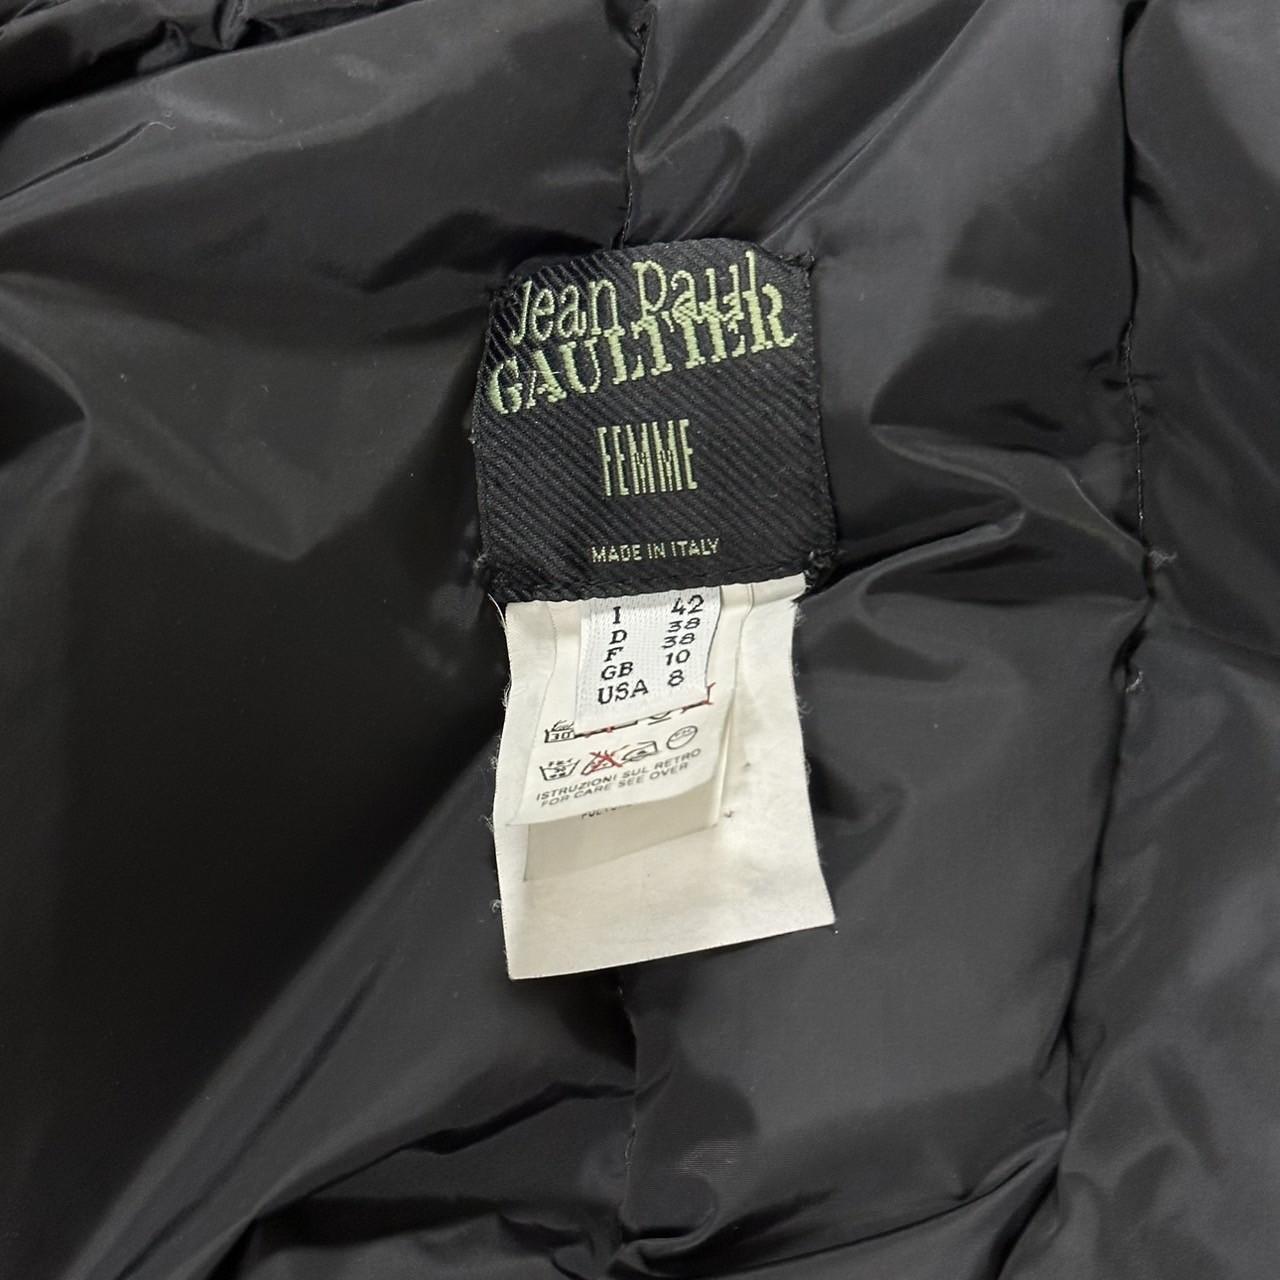 Jean Paul
GAULTIER
FEMME
MADE IN ITALY
I 42
D 38
F 38
GB 10
USA 8
30
ISTRUZIONI SUL RETRO
FOR CARE SEE OVER